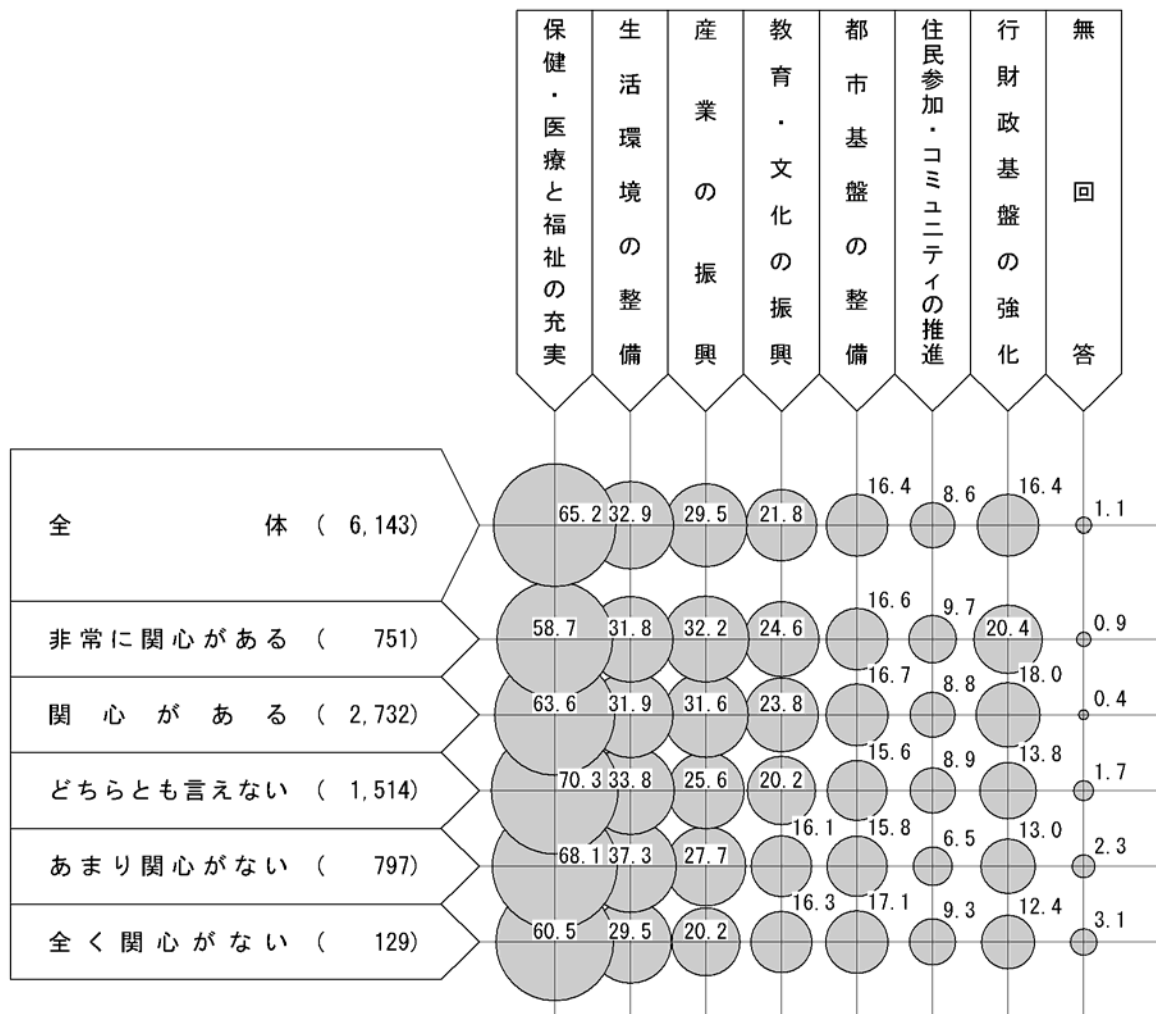 保健・医療と福祉の充実
生活環境の整備
産業の振興
教育・文化の振興
都市基盤の整備
住民参加・コミュニティの推進
行財政基盤の強化
無回答
全体 ( 6,143) 65.2 32.9 29.5 21.8 16.4 8.6 16.4 1.1
非常に関心がある ( 751) 58.7 31.8 32.2 24.6 16.6 9.7 20.4 0.9
関心がある ( 2,732) 63.6 31.9 31.6 23.8 16.7 8.8 18.0 0.4
どちらとも言えない ( 1,514) 70.3 33.8 25.6 20.2 15.6 8.9 13.8 1.7
あまり関心がない ( 797) 68.1 37.3 27.7 16.1 15.8 6.5 13.0 2.3
全く関心がない ( 129) 60.5 29.5 20.2 16.3 17.1 9.3 12.4 3.1